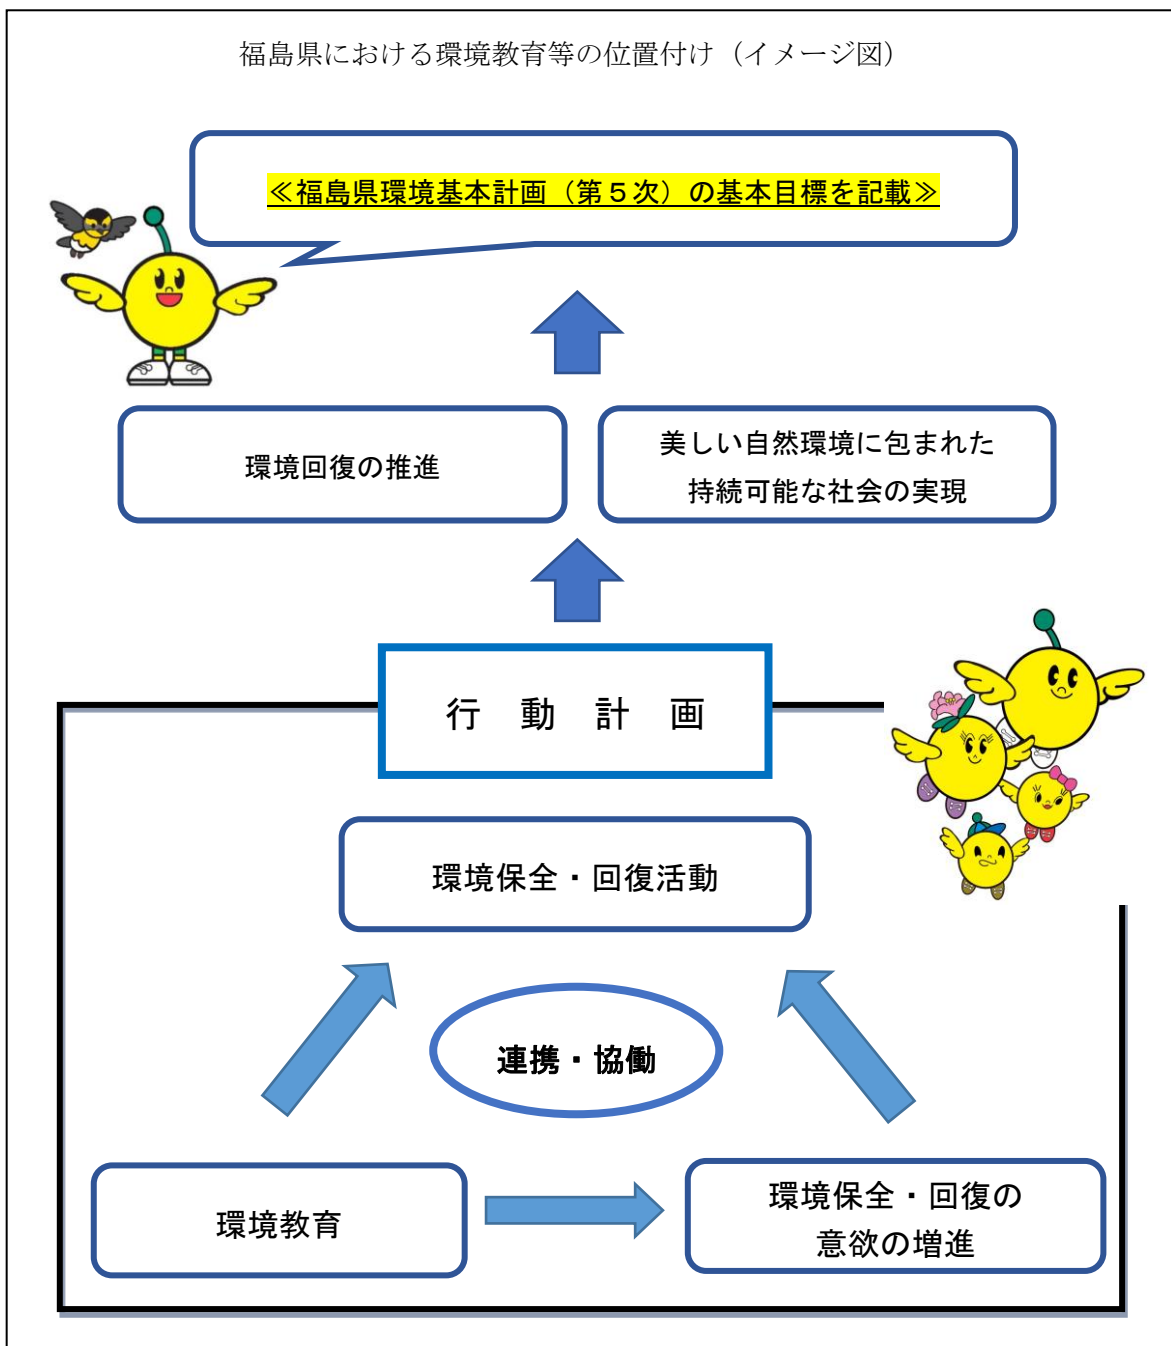 福島県における環境教育等の位置付け（イメージ図）
≪福島県環境基本計画（第５次）の基本目標を記載≫
環境回復の推進
美しい自然環境に包まれた
持続可能な社会の実現
行　動　計　画
環境保全・回復活動
連携・協働
環境教育
環境保全・回復の
意欲の増進